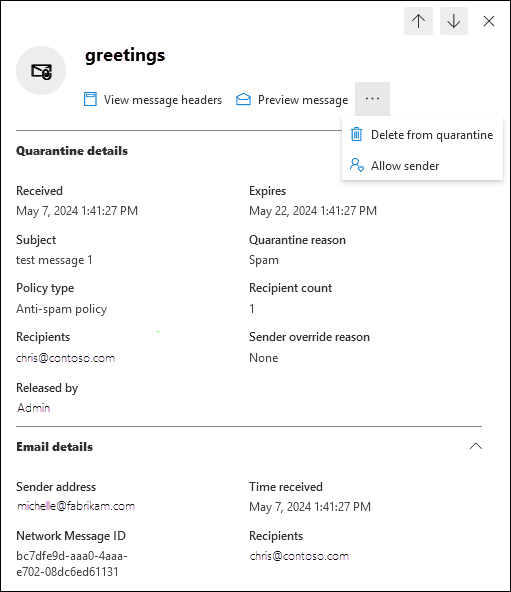 greetings
View message headers Preview message ...
Delete from quarantine
Allow sender
Quarantine details
Received Expires
May 7, 2024 1:41:27 PM May 22, 2024 1:41:27 PM
Subject Quarantine reason
test message 1 Spam
Policy type Recipient count
Anti-spam policy 1
Recipients Sender override reason
chris@contoso.com None
Released by
Admin
Email details
Sender address Time received
michelle@fabrikam.com May 7, 2024 1:41:27 PM
Network Message ID Recipients
bc7dfe9d-aaa0-4aaa- chris@contoso.com
e702-08dc6ed61131